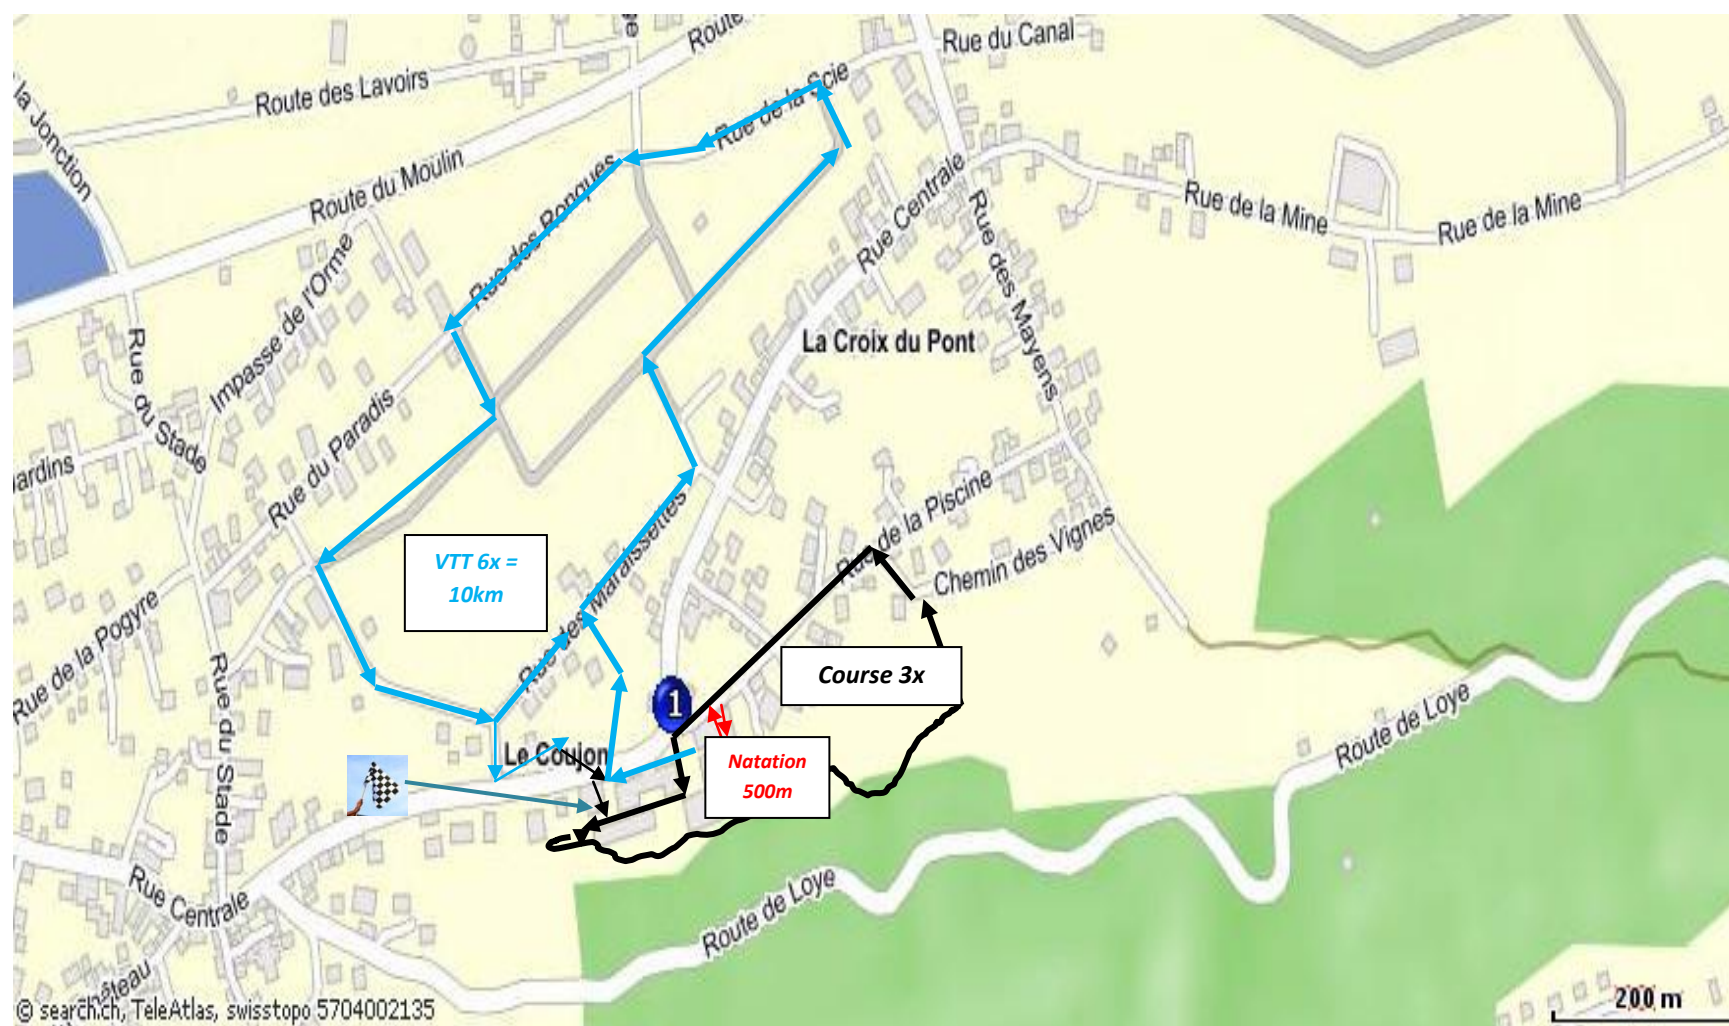 Rue du Canal
Route
Rue de la Scie
Route des Lavoirs
la Jonction
Route du Moulin
Rue des Ronques
Rue Centrale
Rue de la Mine
Rue de la Mine
Impasse de l'Orme
Rue des Mayens
La Croix du Pont
Rue du Stade
Rue du Paradis
ardins
Rue de la Piscine
Chemin des Vignes
VTT 6x =
10km
Rue des Maraissettes
Rue de la Pogyre
Course 3x
1
Route de Loye
Rue du Stade
Le Coujon
Natation
500m
Rue Centrale
Route de Loye
hâteau
200 m
© search.ch, TeleAtlas, swisstopo 5704002135